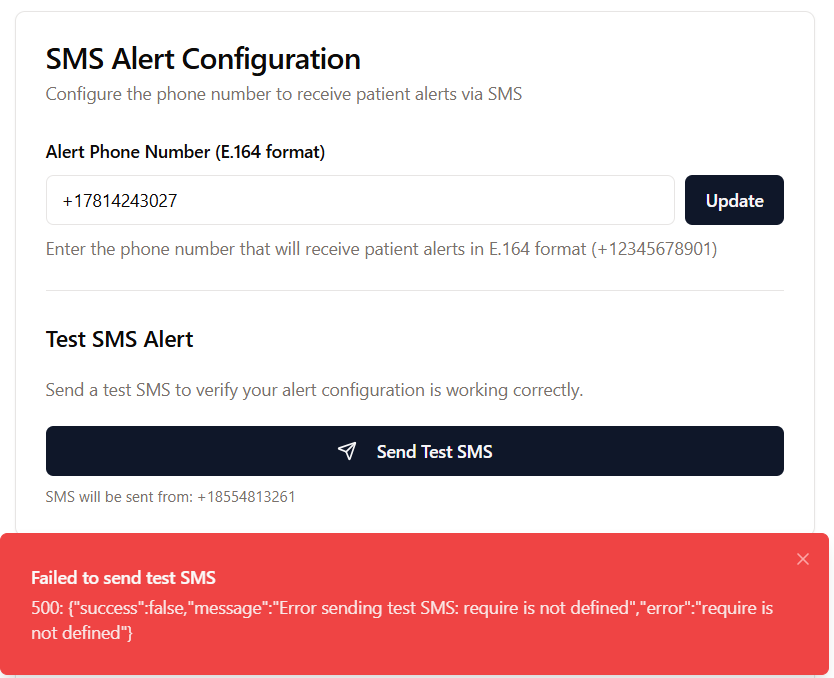 SMS Alert Configuration
Configure the phone number to receive patient alerts via SMS
Alert Phone Number (E.164 format)
+17814243027
Update
Enter the phone number that will receive patient alerts in E.164 format (+12345678901)
Test SMS Alert
Send a test SMS to verify your alert configuration is working correctly.
Send Test SMS
SMS will be sent from: +18554813261
Failed to send test SMS
500: {"success":false,"message":"Error sending test SMS: require is not defined","error":"require is
not defined"}